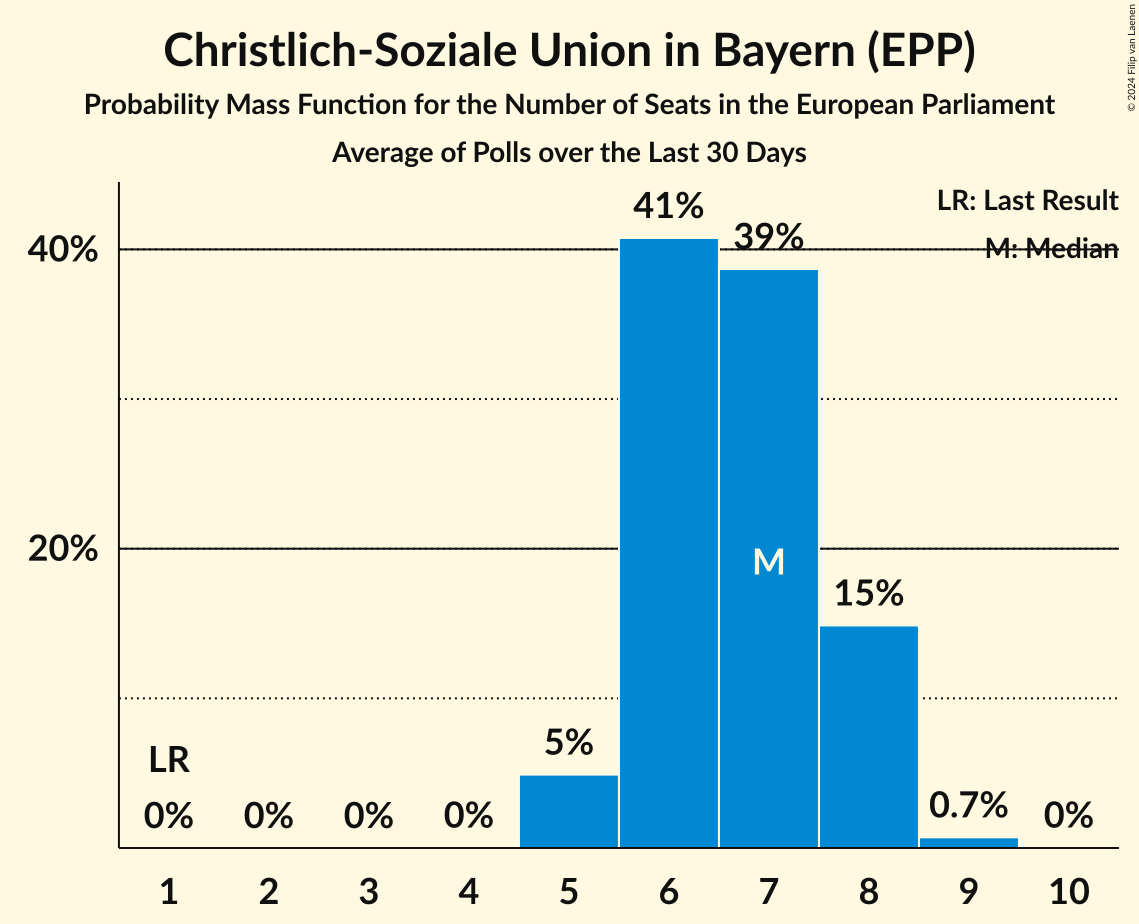 Christlich-Soziale Union in Bayern (EPP)
Probability Mass Function for the Number of Seats in the European Parliament
Average of Polls over the Last 30 Days
© 2024 Filip van Laenen
LR: Last Result
M: Median
40%
20%
41%
39%
M
15%
5%
LR
0%
0%
0%
0%
0.7%
0%
1 2 3 4 5 6 7 8 9 10